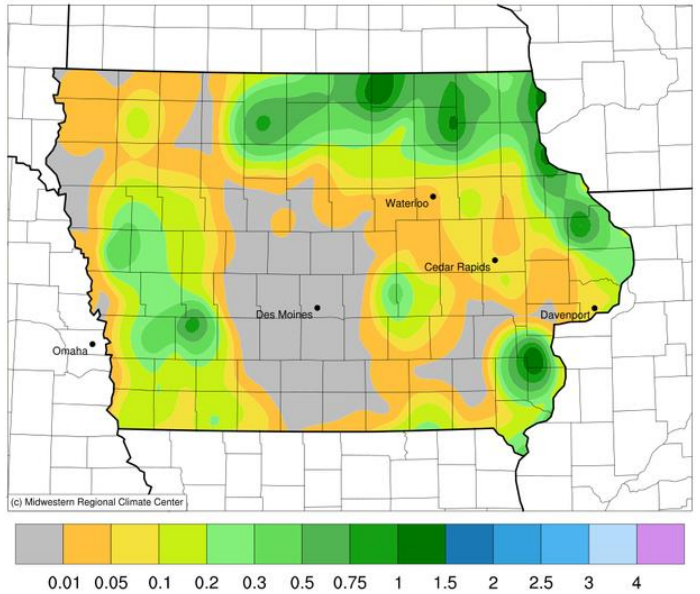 Waterloo
Cedar Rapids
Des Moines
Davenport
Omaha
(c) Midwestern Regional Climate Center
0.01 0.05 0.1 0.2 0.3 0.5 0.75 1 1.5 2 2.5 3 4